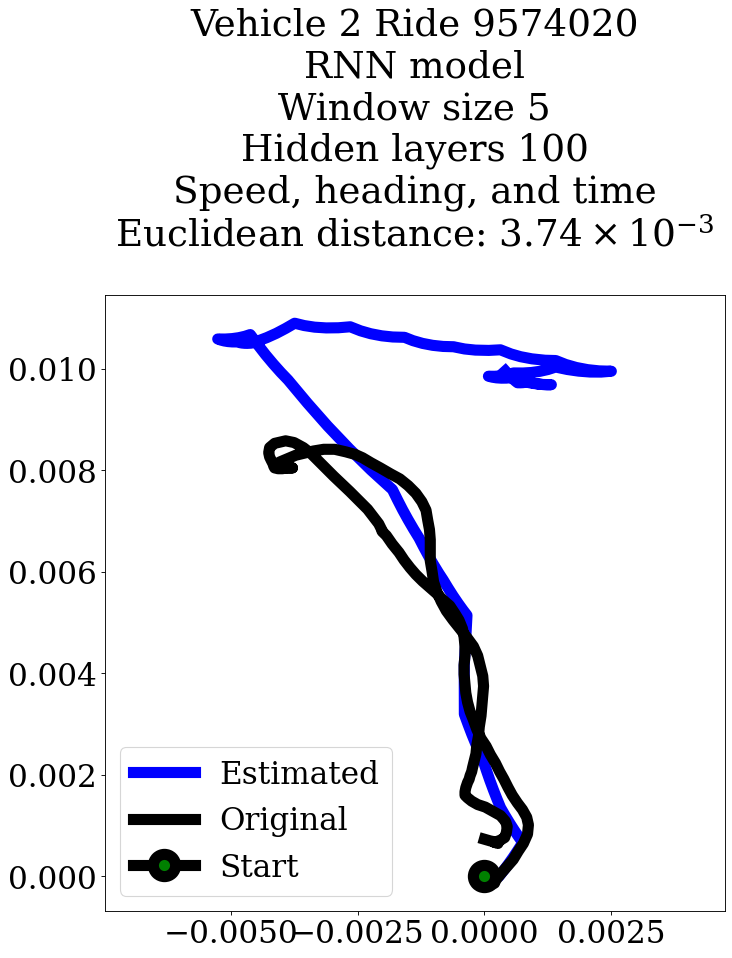 Vehicle 2 Ride 9574020
RNN model
Window size 5
Hidden layers 100
Speed, heading, and time
Euclidean distance: 3.74 × 10⁻³
0.010
0.008
0.006
0.004
0.002
0.000
Estimated
Original
Start
−0.0050 −0.0025 0.0000 0.0025